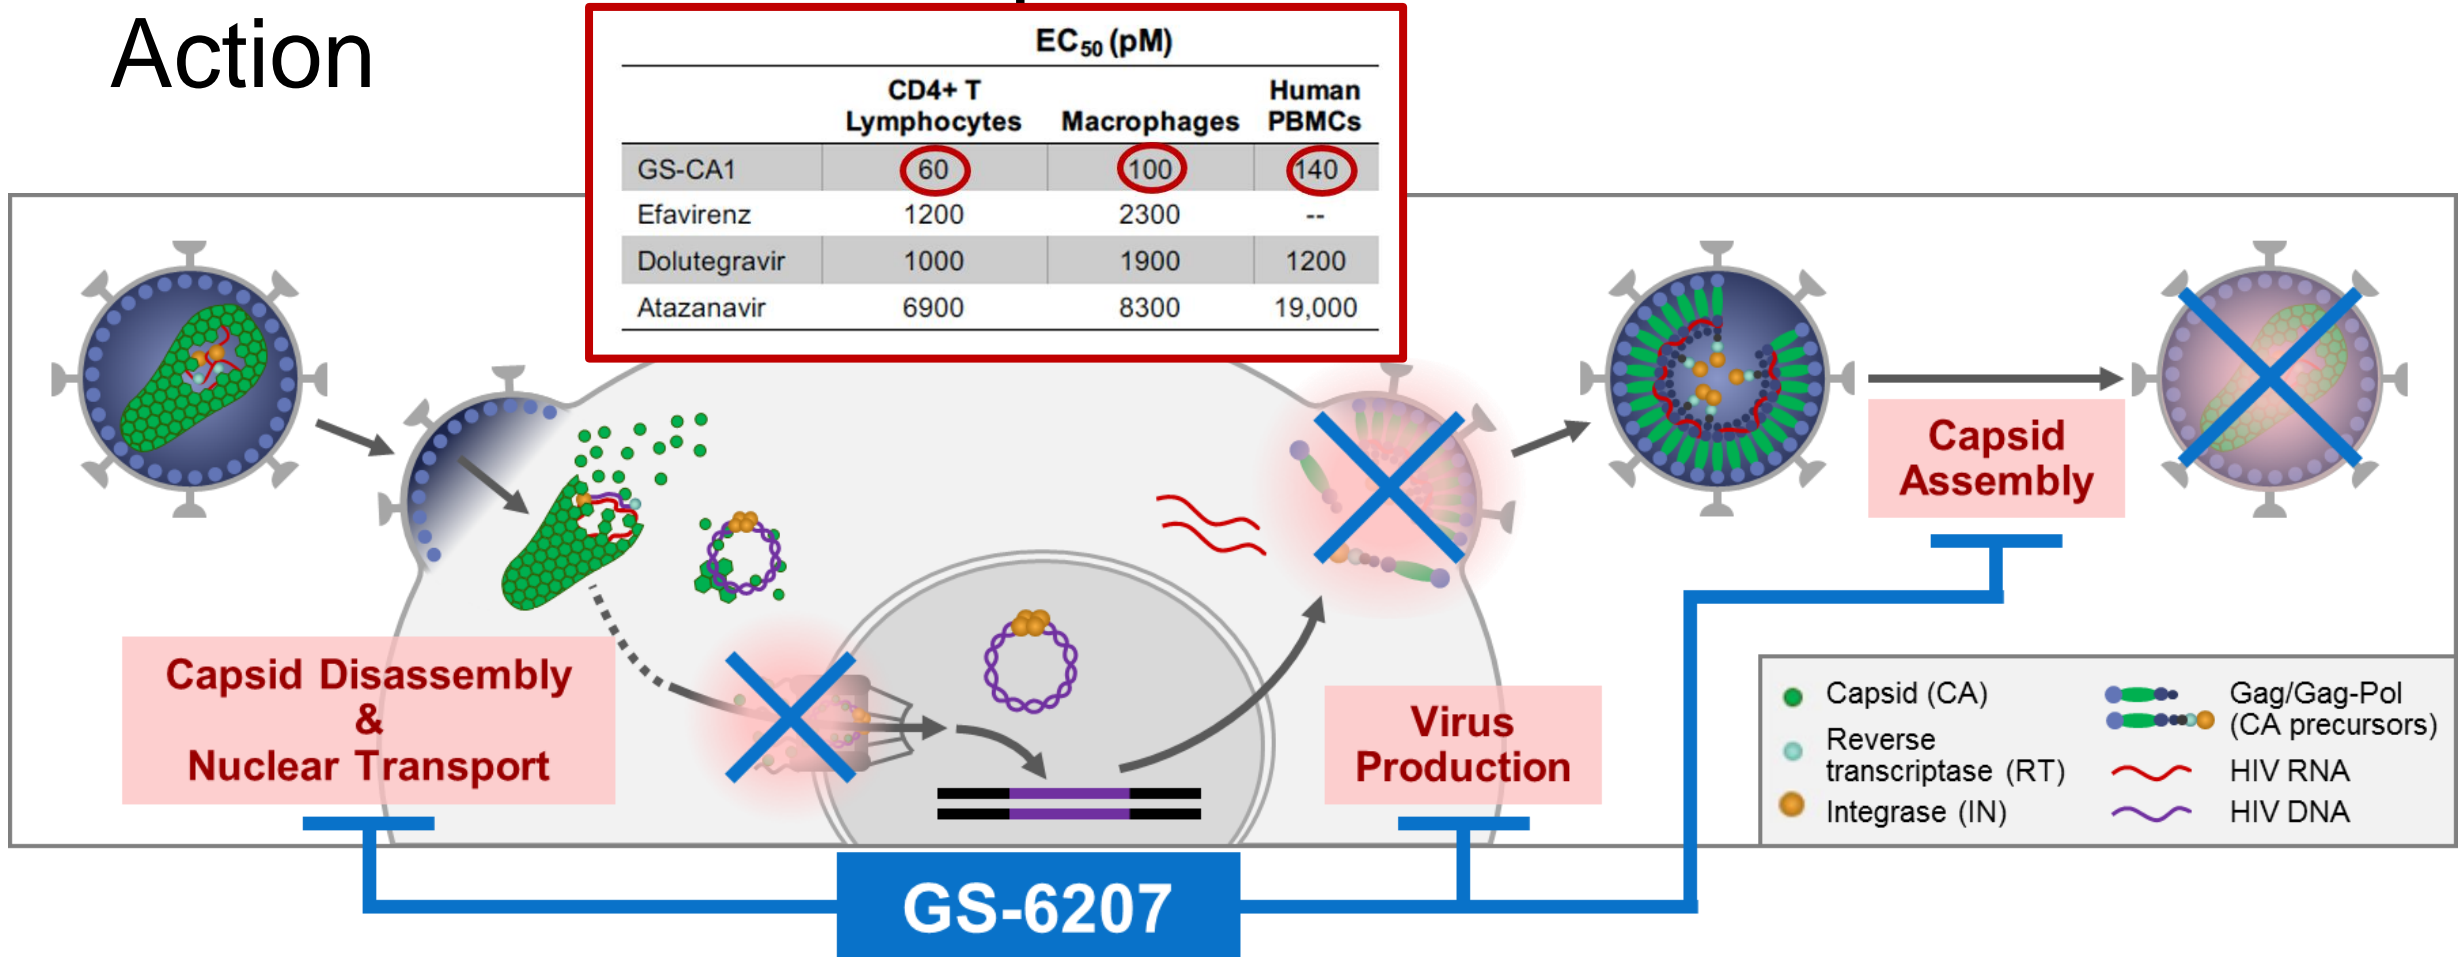 Action
EC50 (pM)
CD4+ T Lymphocytes Macrophages Human PBMCs
GS-CA1 60 100 140
Efavirenz 1200 2300 --
Dolutegravir 1000 1900 1200
Atazanavir 6900 8300 19,000
Capsid
Assembly
Capsid Disassembly
&
Nuclear Transport
Virus
Production
Capsid (CA)
Reverse
transcriptase (RT)
Integrase (IN)
Gag/Gag-Pol
(CA precursors)
HIV RNA
HIV DNA
GS-6207